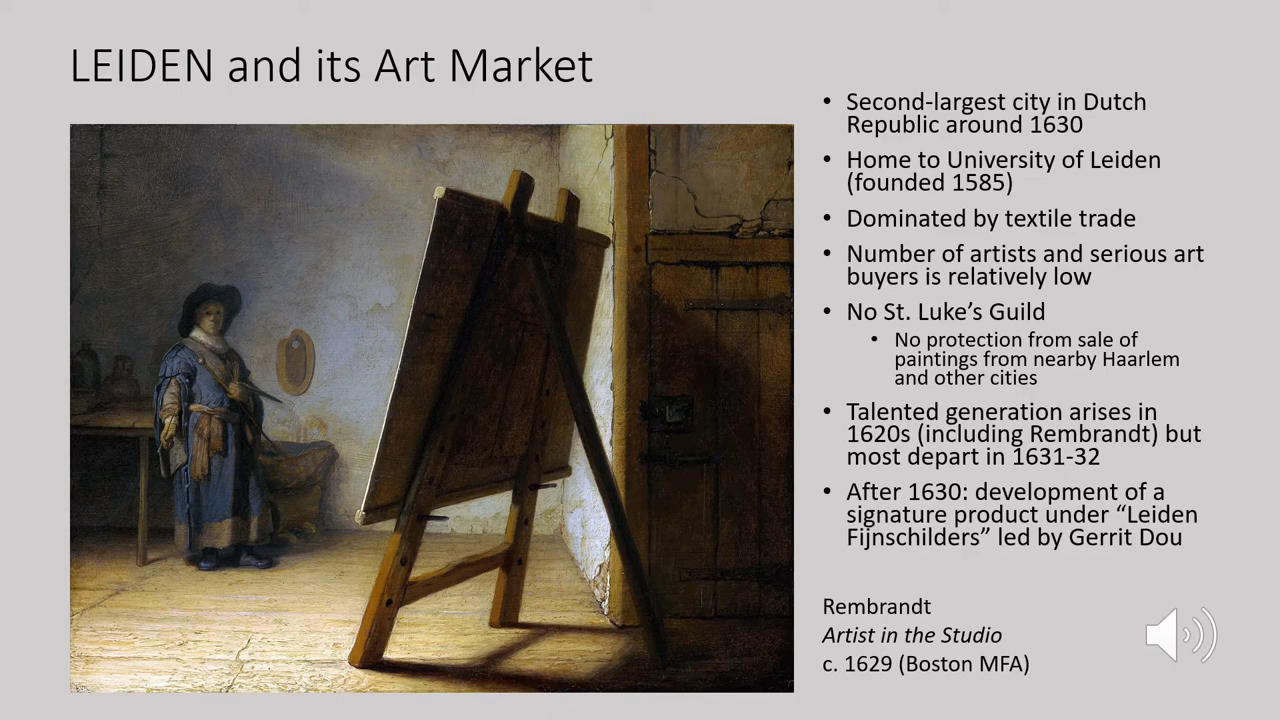 LEIDEN and its Art Market
• Second-largest city in Dutch
Republic around 1630
• Home to University of Leiden
(founded 1585)
• Dominated by textile trade
• Number of artists and serious art
buyers is relatively low
• No St. Luke’s Guild
• No protection from sale of
paintings from nearby Haarlem
and other cities
• Talented generation arises in
1620s (including Rembrandt) but
most depart in 1631-32
• After 1630: development of a
signature product under “Leiden
Fijnschilders” led by Gerrit Dou
Rembrandt
Artist in the Studio
c. 1629 (Boston MFA)